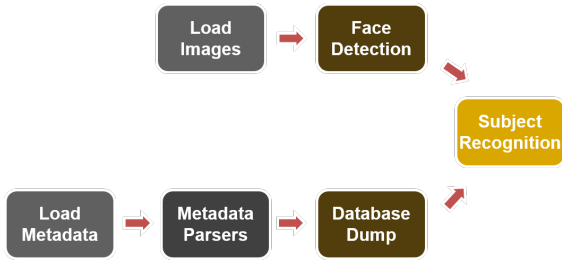 Load
Images
Face
Detection
Subject
Recognition
Load
Metadata
Metadata
Parsers
Database
Dump